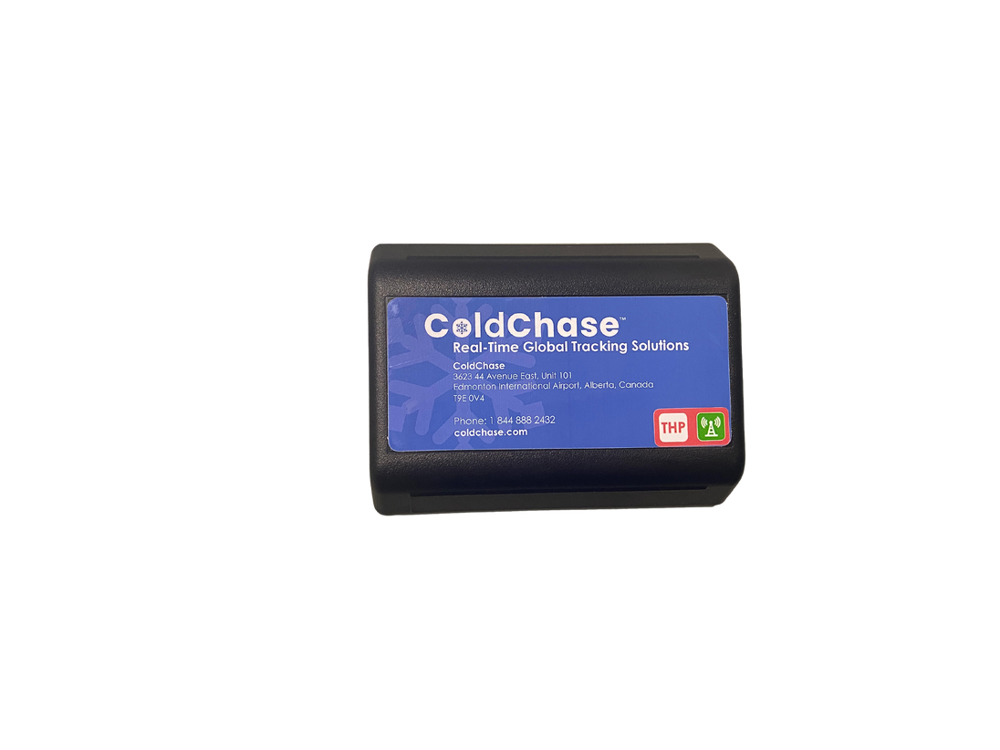 ColdChase™
Real-Time Global Tracking Solutions
ColdChase
3623 44 Avenue East, Unit 101
Edmonton International Airport, Alberta, Canada
T9E 0V4
Phone: 1 844 888 2432
coldchase.com
THP